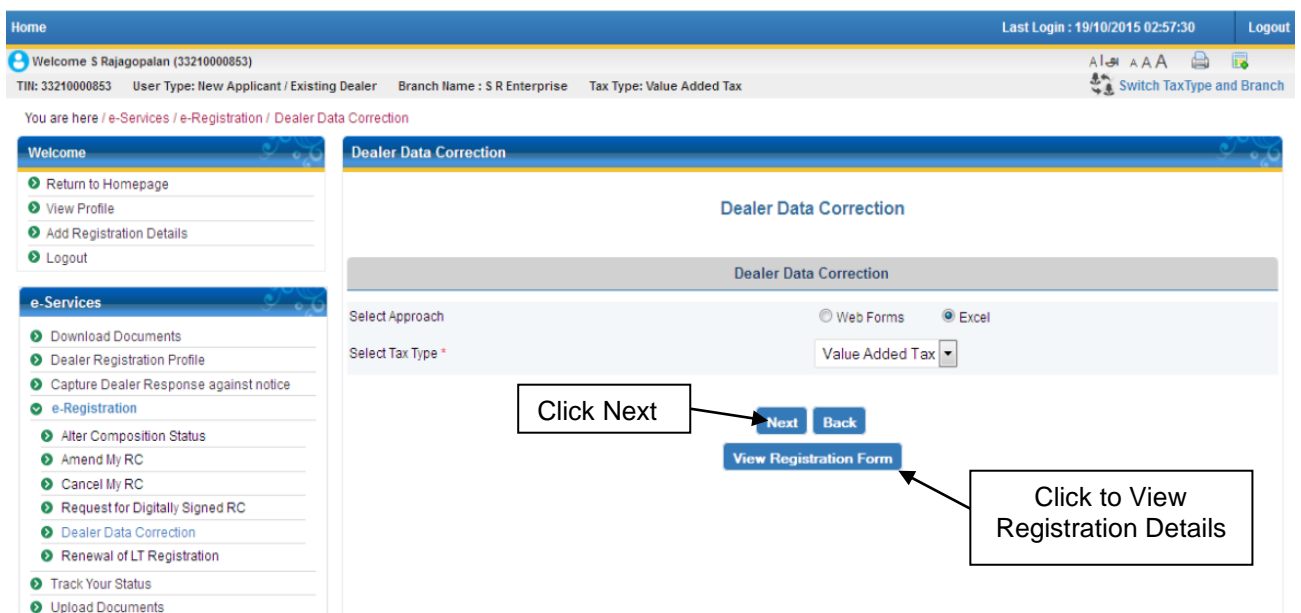 Home Last Login : 19/10/2015 02:57:30 Logout
Welcome S Rajagopalan (33210000853) A A A A
TIN: 33210000853 User Type: New Applicant / Existing Dealer Branch Name : S R Enterprise Tax Type: Value Added Tax Switch TaxType and Branch
You are here / e-Services / e-Registration / Dealer Data Correction
Welcome
Return to Homepage
View Profile
Add Registration Details
Logout
e-Services
Download Documents
Dealer Registration Profile
Capture Dealer Response against notice
e-Registration
Alter Composition Status
Amend My RC
Cancel My RC
Request for Digitally Signed RC
Dealer Data Correction
Renewal of LT Registration
Track Your Status
Upload Documents
Dealer Data Correction
Dealer Data Correction
Dealer Data Correction
Select Approach Web Forms Excel
Select Tax Type * Value Added Tax
Click Next
Next Back
View Registration Form
Click to View
Registration Details